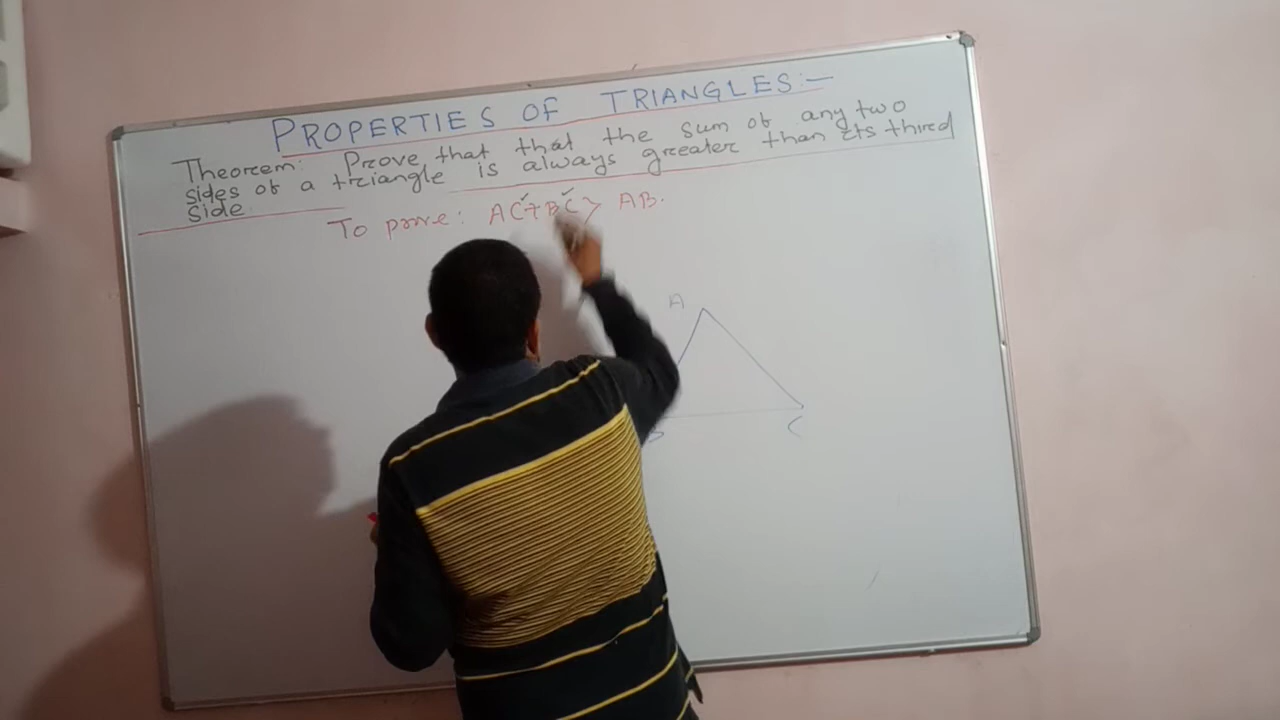 PROPERTIES OF TRIANGLES:-
Theorem: Prove that that the sum of any two
sides of a triangle is always greater than its third
side.
To prove: AC+BC> AB.
A
B C